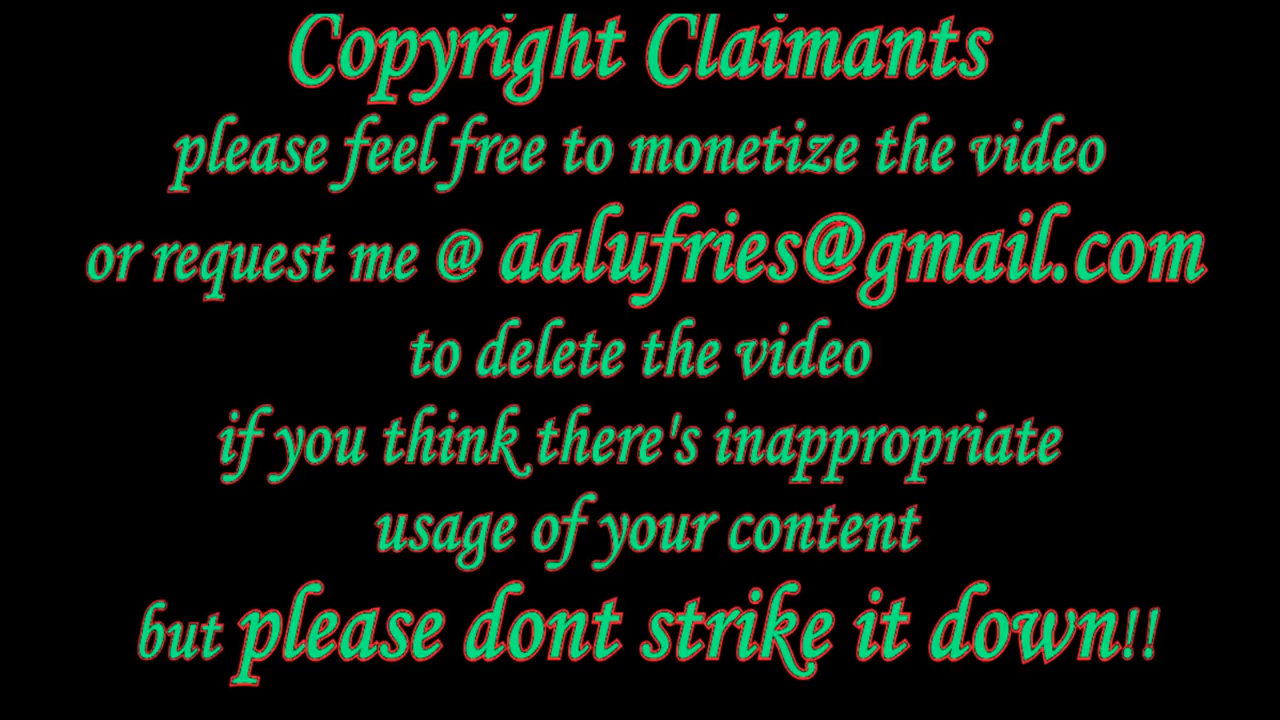 Copyright Claimants
please feel free to monetize the video
or request me @ aalufries@gmail.com
to delete the video
if you think there's inappropriate
usage of your content
but please dont strike it down!!